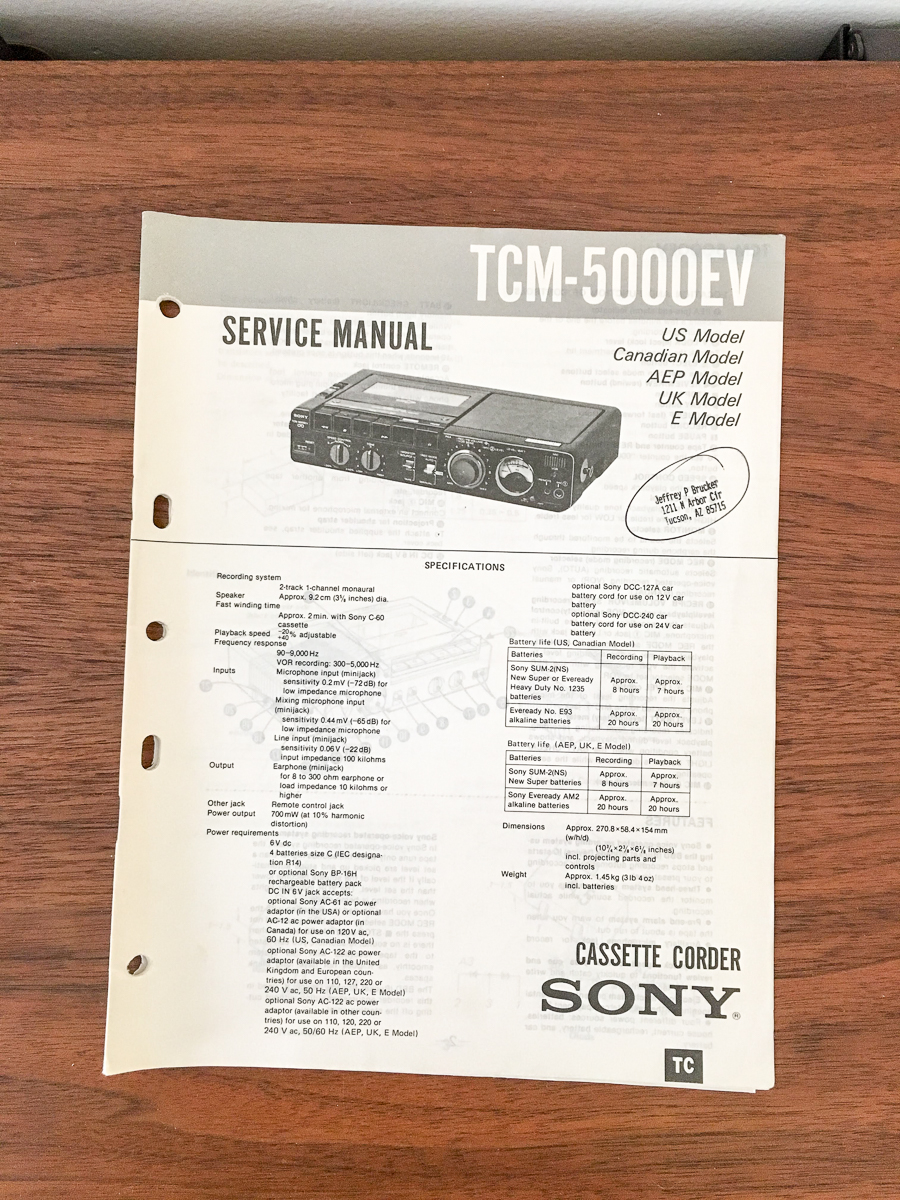 TCM-5000EV
SERVICE MANUAL
US Model
Canadian Model
AEP Model
UK Model
E Model
SONY
Jeffrey P Brucker
1211 N Arbor Cir
Tucson, AZ 85715
SPECIFICATIONS
Recording system
2-track 1-channel monaural
Speaker Approx. 9.2 cm (3 5/8 inches) dia.
Fast winding time
Approx. 2 min. with Sony C-60
cassette
Playback speed −20/+40 % adjustable
Frequency response
90–9,000 Hz
VOR recording: 300–5,000 Hz
Inputs Microphone input (minijack)
sensitivity 0.2 mV (−72 dB) for
low impedance microphone
Mixing microphone input
(minijack)
sensitivity 0.44 mV (−65 dB) for
low impedance microphone
Line input (minijack)
sensitivity 0.06 V (−22 dB)
input impedance 100 kilohms
Output Earphone (minijack)
for 8 to 300 ohm earphone or
load impedance 10 kilohms or
higher
Other jack Remote control jack
Power output 700 mW (at 10% harmonic
distortion)
Power requirements
6 V dc
4 batteries size C (IEC designa-
tion R14)
or optional Sony BP-16H
rechargeable battery pack
DC IN 6V jack accepts:
optional Sony AC-61 ac power
adaptor (in the USA) or optional
AC-12 ac power adaptor (in
Canada) for use on 120 V ac,
60 Hz (US, Canadian Model)
optional Sony AC-122 ac power
adaptor (available in the United
Kingdom and European coun-
tries) for use on 110, 127, 220 to
240 V ac, 50 Hz (AEP, UK, E Model)
optional Sony AC-122 ac power
adaptor (available in other coun-
tries) for use on 110, 120, 220 or
240 V ac, 50/60 Hz (AEP, UK, E Model)
optional Sony DCC-127A car
battery cord for use on 12 V car
battery
optional Sony DCC-240 car
battery cord for use on 24 V car
battery
Battery life (US, Canadian Model)
Batteries Recording Playback
Sony SUM-2(NS)
New Super or Eveready
Heavy Duty No. 1235
batteries
Approx.
8 hours
Approx.
7 hours
Eveready No. E93
alkaline batteries
Approx.
20 hours
Approx.
20 hours
Battery life (AEP, UK, E Model)
Batteries Recording Playback
Sony SUM-2(NS)
New Super batteries
Approx.
8 hours
Approx.
7 hours
Sony Eveready AM2
alkaline batteries
Approx.
20 hours
Approx.
20 hours
Dimensions Approx. 270.8 × 58.4 × 154 mm
(w/h/d)
incl. projecting parts and
controls
Weight Approx. 1.45 kg (3 lb 4 oz)
incl. batteries
CASSETTE CORDER
SONY®
TC